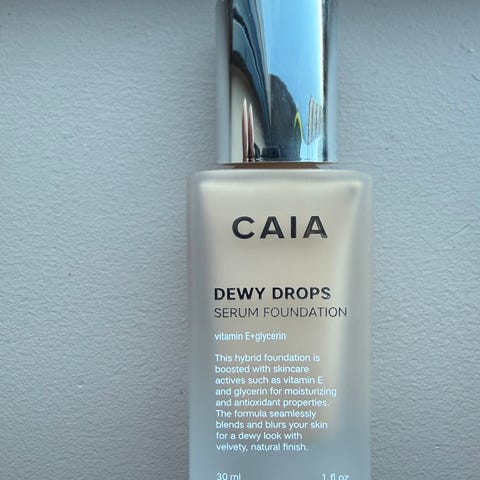 CAIA
DEWY DROPS
SERUM FOUNDATION
vitamin E+glycerin
This hybrid foundation is
boosted with skincare
actives such as vitamin E
and glycerin for moisturizing
and antioxidant properties.
The formula seamlessly
blends and blurs your skin
for a dewy look with
velvety, natural finish.
30 ml 1 fl oz